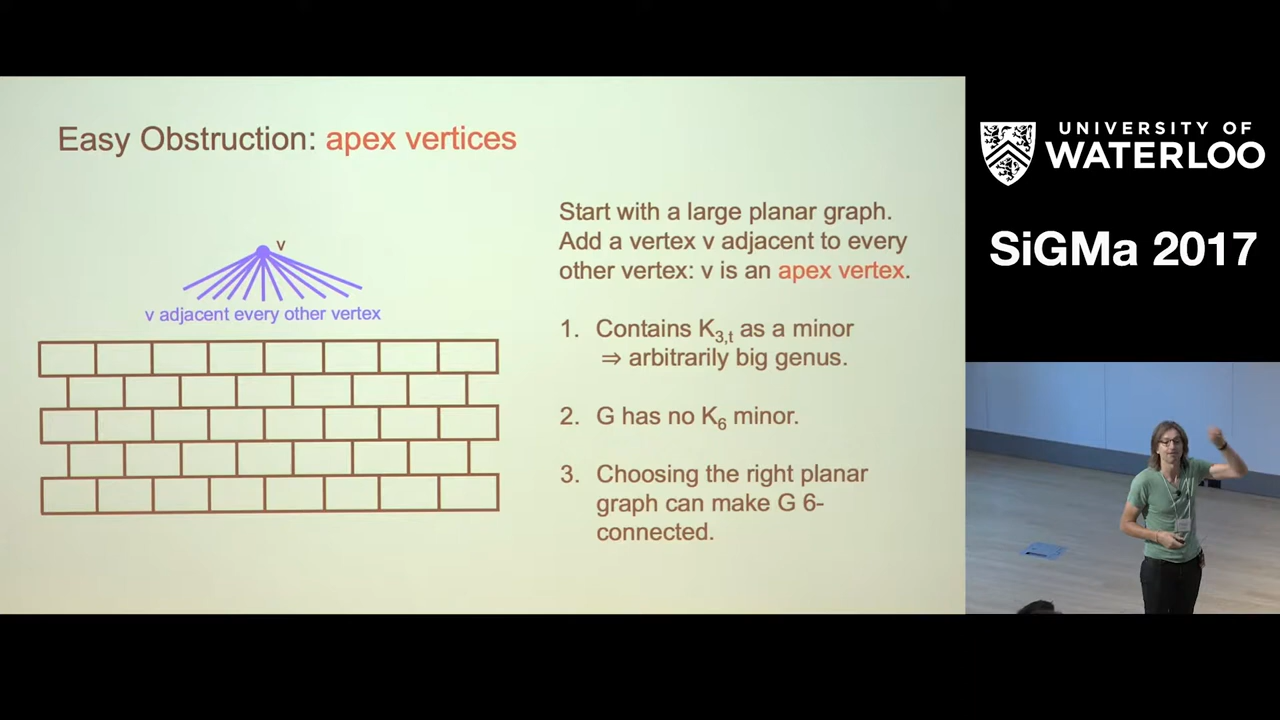 Easy Obstruction: apex vertices
v
v adjacent every other vertex
Start with a large planar graph.
Add a vertex v adjacent to every
other vertex: v is an apex vertex.
1. Contains K3,t as a minor
⇒ arbitrarily big genus.
2. G has no K6 minor.
3. Choosing the right planar
graph can make G 6-
connected.
UNIVERSITY OF
WATERLOO
SiGMa 2017